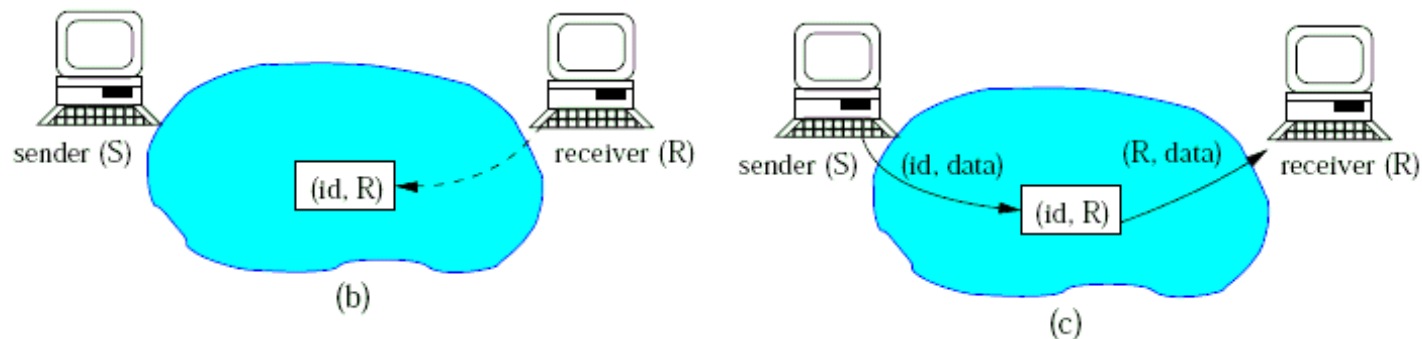 sender (S)
receiver (R)
(id, R)
(b)
sender (S)
(id, data)
(R, data)
receiver (R)
(id, R)
(c)